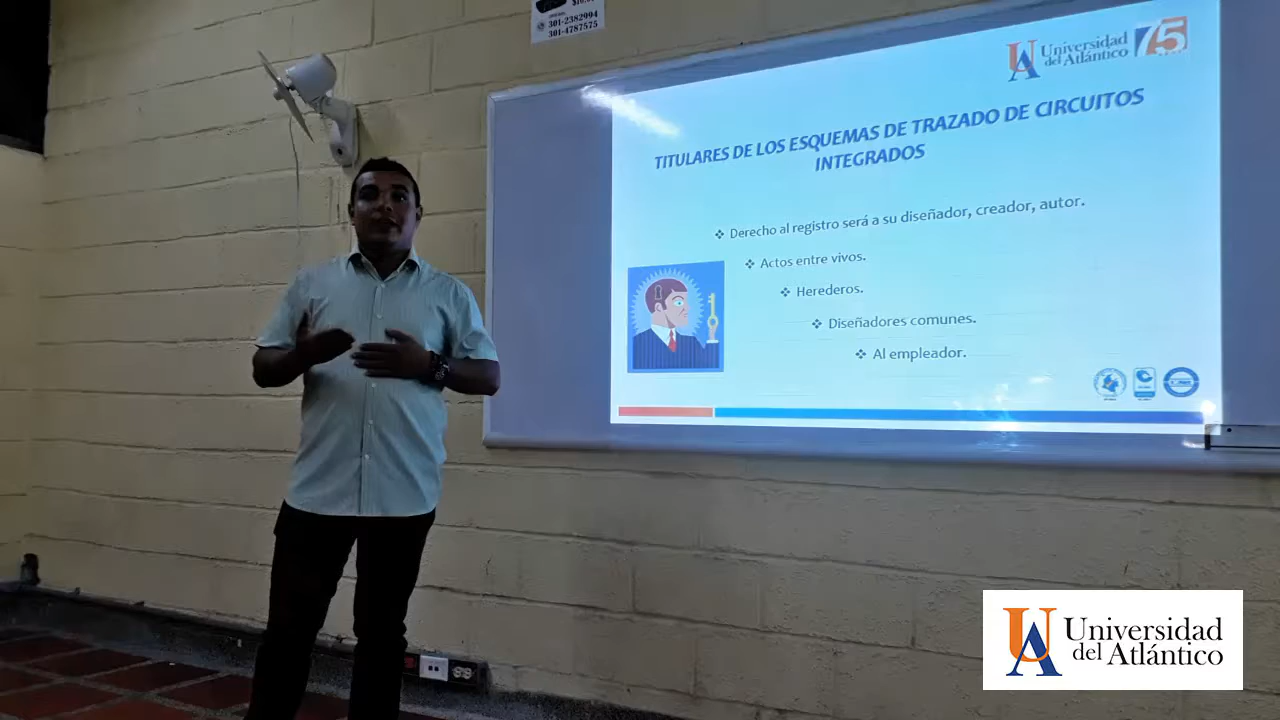 301-2382994
301-4787575
Universidad
del Atlántico
75
TITULARES DE LOS ESQUEMAS DE TRAZADO DE CIRCUITOS
INTEGRADOS
❖ Derecho al registro será a su diseñador, creador, autor.
❖ Actos entre vivos.
❖ Herederos.
❖ Diseñadores comunes.
❖ Al empleador.
Universidad
del Atlántico